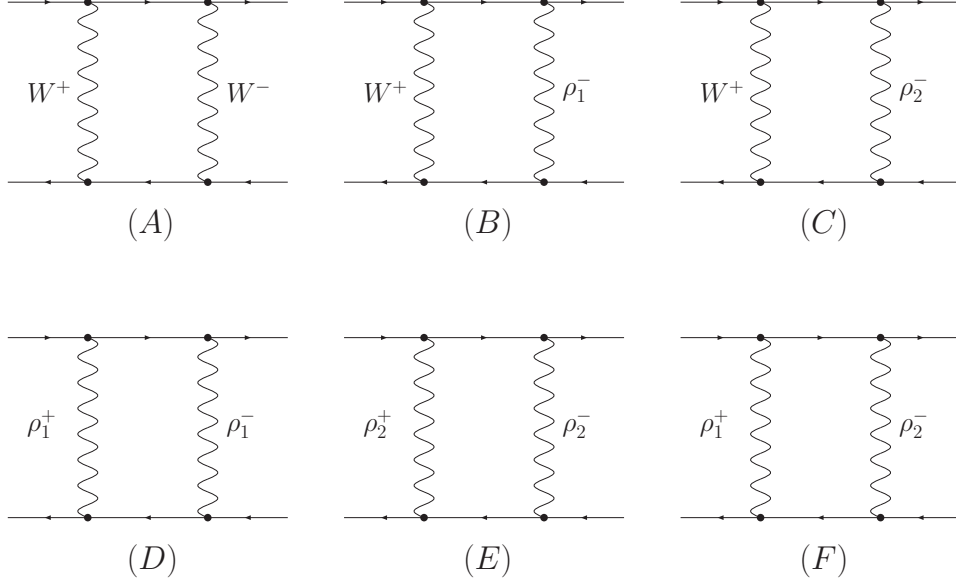 W⁺ W⁻ W⁺ ρ₁⁻ W⁺ ρ₂⁻
(A) (B) (C)
ρ₁⁺ ρ₁⁻ ρ₂⁺ ρ₂⁻ ρ₁⁺ ρ₂⁻
(D) (E) (F)